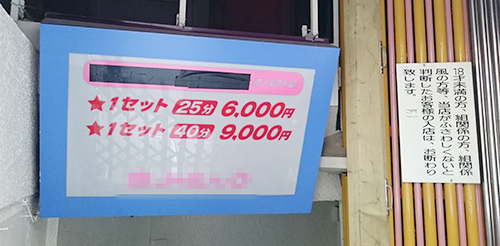 ★1セット 25分 6,000円
★1セット 40分 9,000円
18才未満の方、組関係の方、組関係
風の方等、当店がふさわしくないと
判断したお客様の入店は、お断わり
致します。